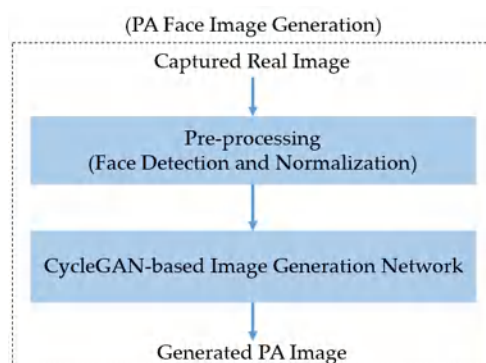 (PA Face Image Generation)
Captured Real Image
Pre-processing
(Face Detection and Normalization)
CycleGAN-based Image Generation Network
Generated PA Image